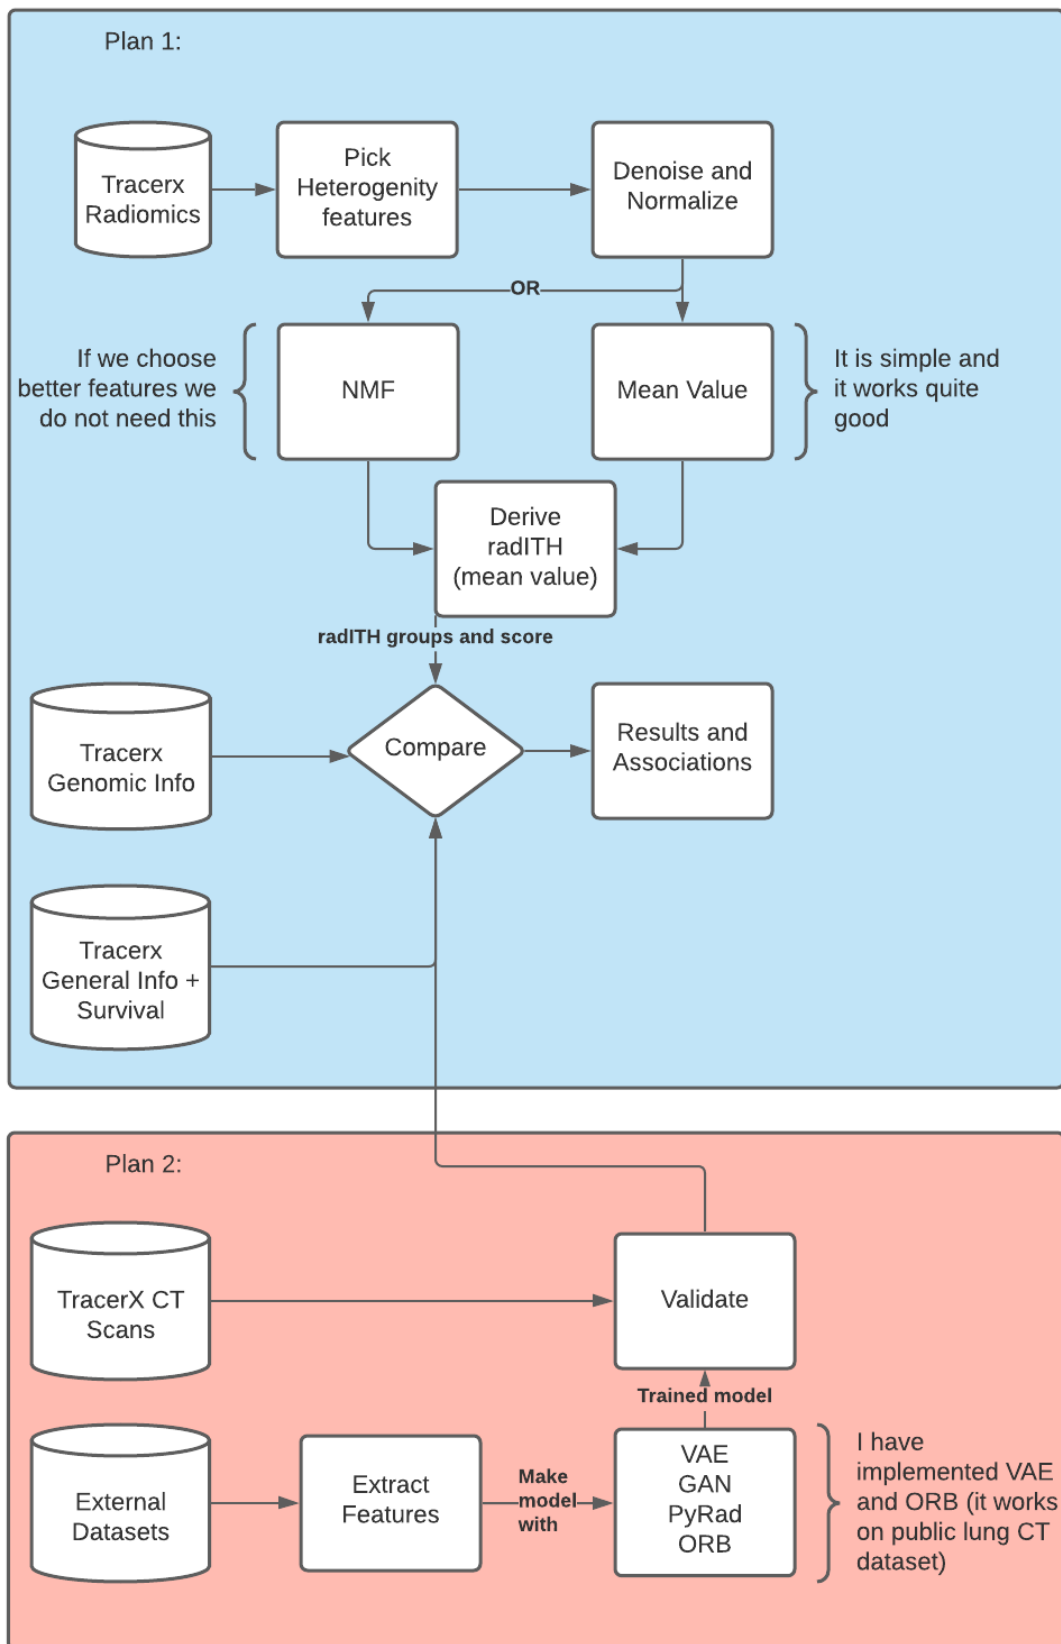 Plan 1:
Tracerx
Radiomics
Pick
Heterogenity
features
Denoise and
Normalize
OR
If we choose
better features we
do not need this
NMF
Mean Value
It is simple and
it works quite
good
Derive
radITH
(mean value)
radITH groups and score
Tracerx
Genomic Info
Compare
Results and
Associations
Tracerx
General Info +
Survival
Plan 2:
TracerX CT
Scans
Validate
Trained model
External
Datasets
Extract
Features
Make
model
with
VAE
GAN
PyRad
ORB
I have
implemented VAE
and ORB (it works
on public lung CT
dataset)